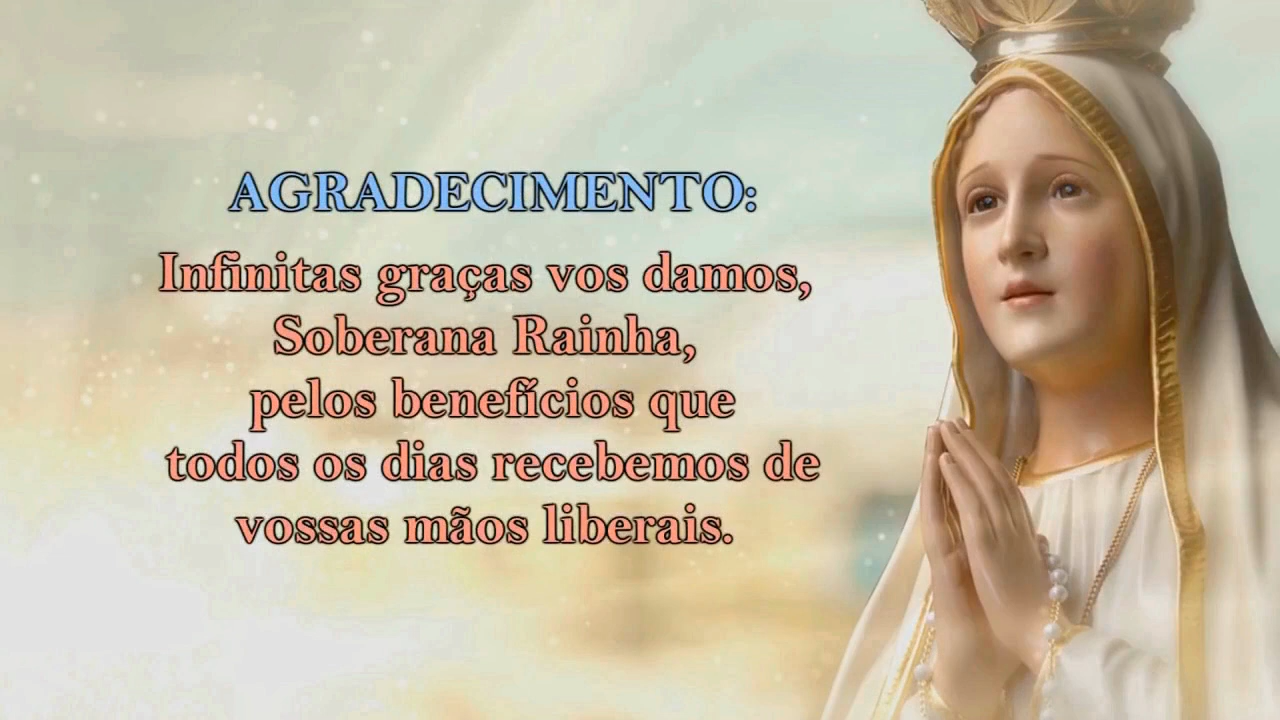 AGRADECIMENTO:
Infinitas graças vos damos,
Soberana Rainha,
pelos benefícios que
todos os dias recebemos de
vossas mãos liberais.